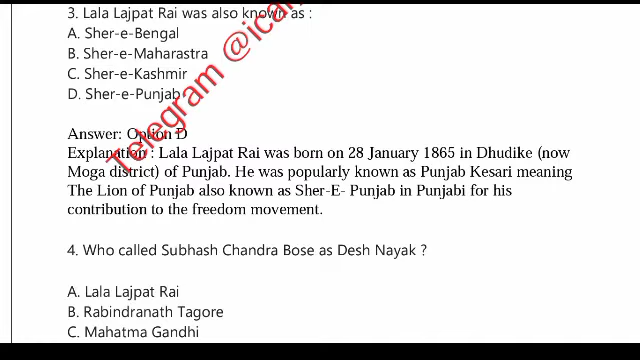 3. Lala Lajpat Rai was also known as :
A. Sher-e-Bengal
B. Sher-e-Maharastra
C. Sher-e-Kashmir
D. Sher-e-Punjab
Answer: Option D
Explanation : Lala Lajpat Rai was born on 28 January 1865 in Dhudike (now
Moga district) of Punjab. He was popularly known as Punjab Kesari meaning
The Lion of Punjab also known as Sher-E- Punjab in Punjabi for his
contribution to the freedom movement.
4. Who called Subhash Chandra Bose as Desh Nayak ?
A. Lala Lajpat Rai
B. Rabindranath Tagore
C. Mahatma Gandhi
Telegram